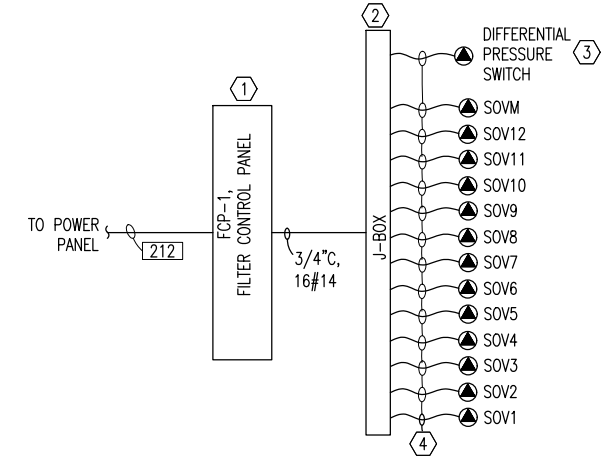 2
DIFFERENTIAL
PRESSURE
SWITCH
3
1
SOVM
SOV12
SOV11
SOV10
SOV9
SOV8
SOV7
SOV6
SOV5
SOV4
SOV3
SOV2
SOV1
FCP-1,
FILTER CONTROL PANEL
J-BOX
TO POWER
PANEL
212
3/4"C,
16#14
4